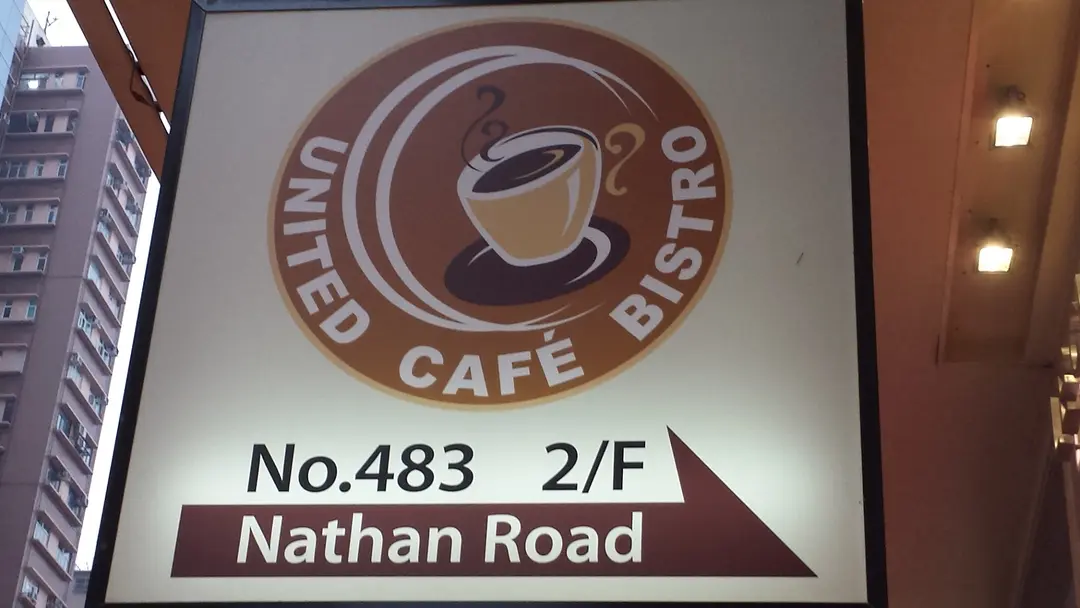 UNITED CAFÉ BISTRO
No.483 2/F
Nathan Road